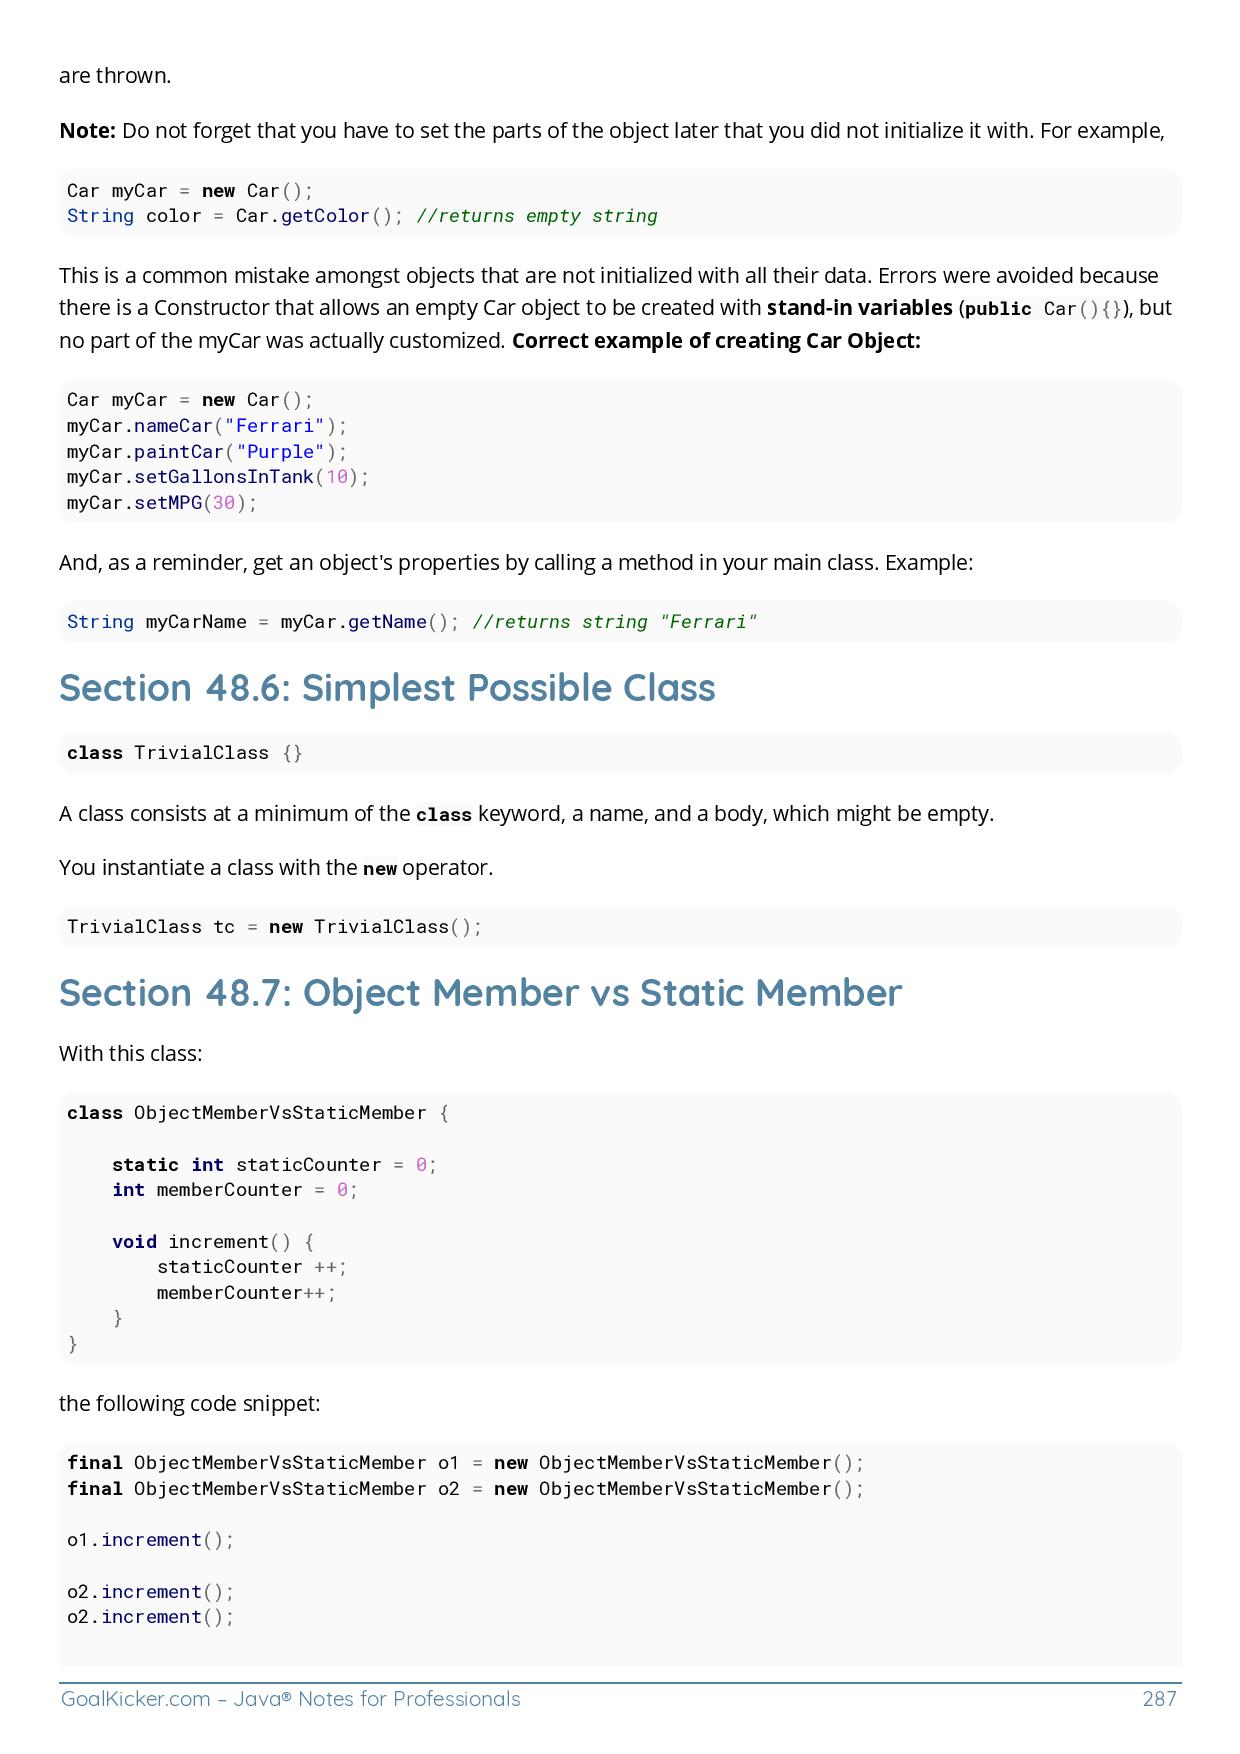 are thrown.
Note: Do not forget that you have to set the parts of the object later that you did not initialize it with. For example,
Car myCar = new Car();
String color = Car.getColor(); //returns empty string
This is a common mistake amongst objects that are not initialized with all their data. Errors were avoided because
there is a Constructor that allows an empty Car object to be created with stand-in variables (public Car(){}), but
no part of the myCar was actually customized. Correct example of creating Car Object:
Car myCar = new Car();
myCar.nameCar("Ferrari");
myCar.paintCar("Purple");
myCar.setGallonsInTank(10);
myCar.setMPG(30);
And, as a reminder, get an object's properties by calling a method in your main class. Example:
String myCarName = myCar.getName(); //returns string "Ferrari"
Section 48.6: Simplest Possible Class
class TrivialClass {}
A class consists at a minimum of the class keyword, a name, and a body, which might be empty.
You instantiate a class with the new operator.
TrivialClass tc = new TrivialClass();
Section 48.7: Object Member vs Static Member
With this class:
class ObjectMemberVsStaticMember {
    static int staticCounter = 0;
    int memberCounter = 0;
    void increment() {
        staticCounter ++;
        memberCounter++;
    }
}
the following code snippet:
final ObjectMemberVsStaticMember o1 = new ObjectMemberVsStaticMember();
final ObjectMemberVsStaticMember o2 = new ObjectMemberVsStaticMember();
o1.increment();
o2.increment();
o2.increment();
GoalKicker.com – Java® Notes for Professionals 287